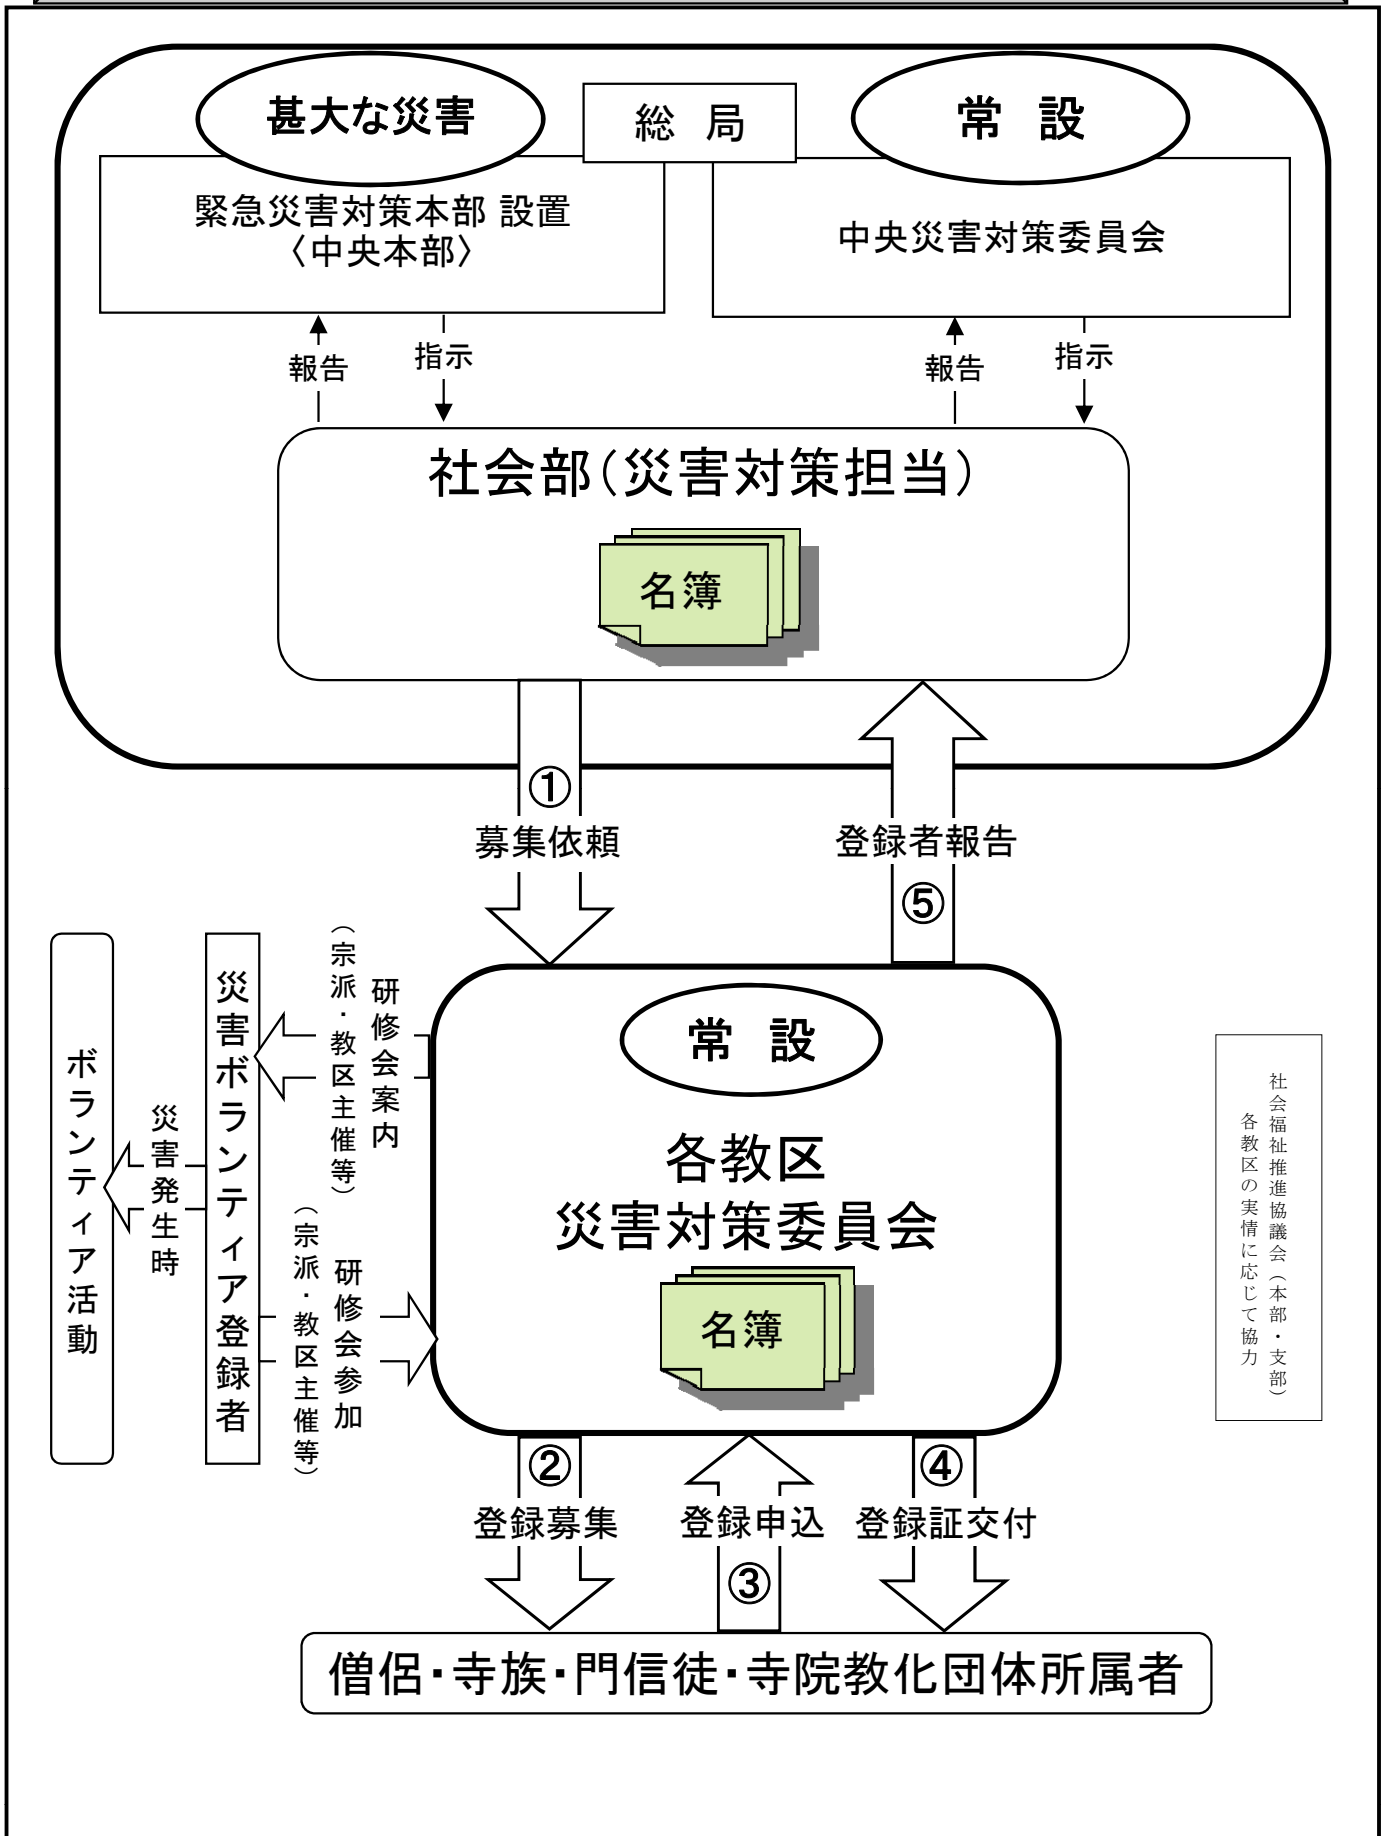 甚大な災害
総 局
常 設
緊急災害対策本部 設置
〈中央本部〉
中央災害対策委員会
報告
指示
報告
指示
社会部(災害対策担当)
名簿
①
募集依頼
登録者報告
⑤
常 設
各教区
災害対策委員会
名簿
研修会案内
(宗派・教区主催等)
研修会参加
(宗派・教区主催等)
災害ボランティア登録者
災害発生時
ボランティア活動
社会福祉推進協議会(本部・支部)
各教区の実情に応じて協力
②
登録募集
登録申込
③
④
登録証交付
僧侶・寺族・門信徒・寺院教化団体所属者